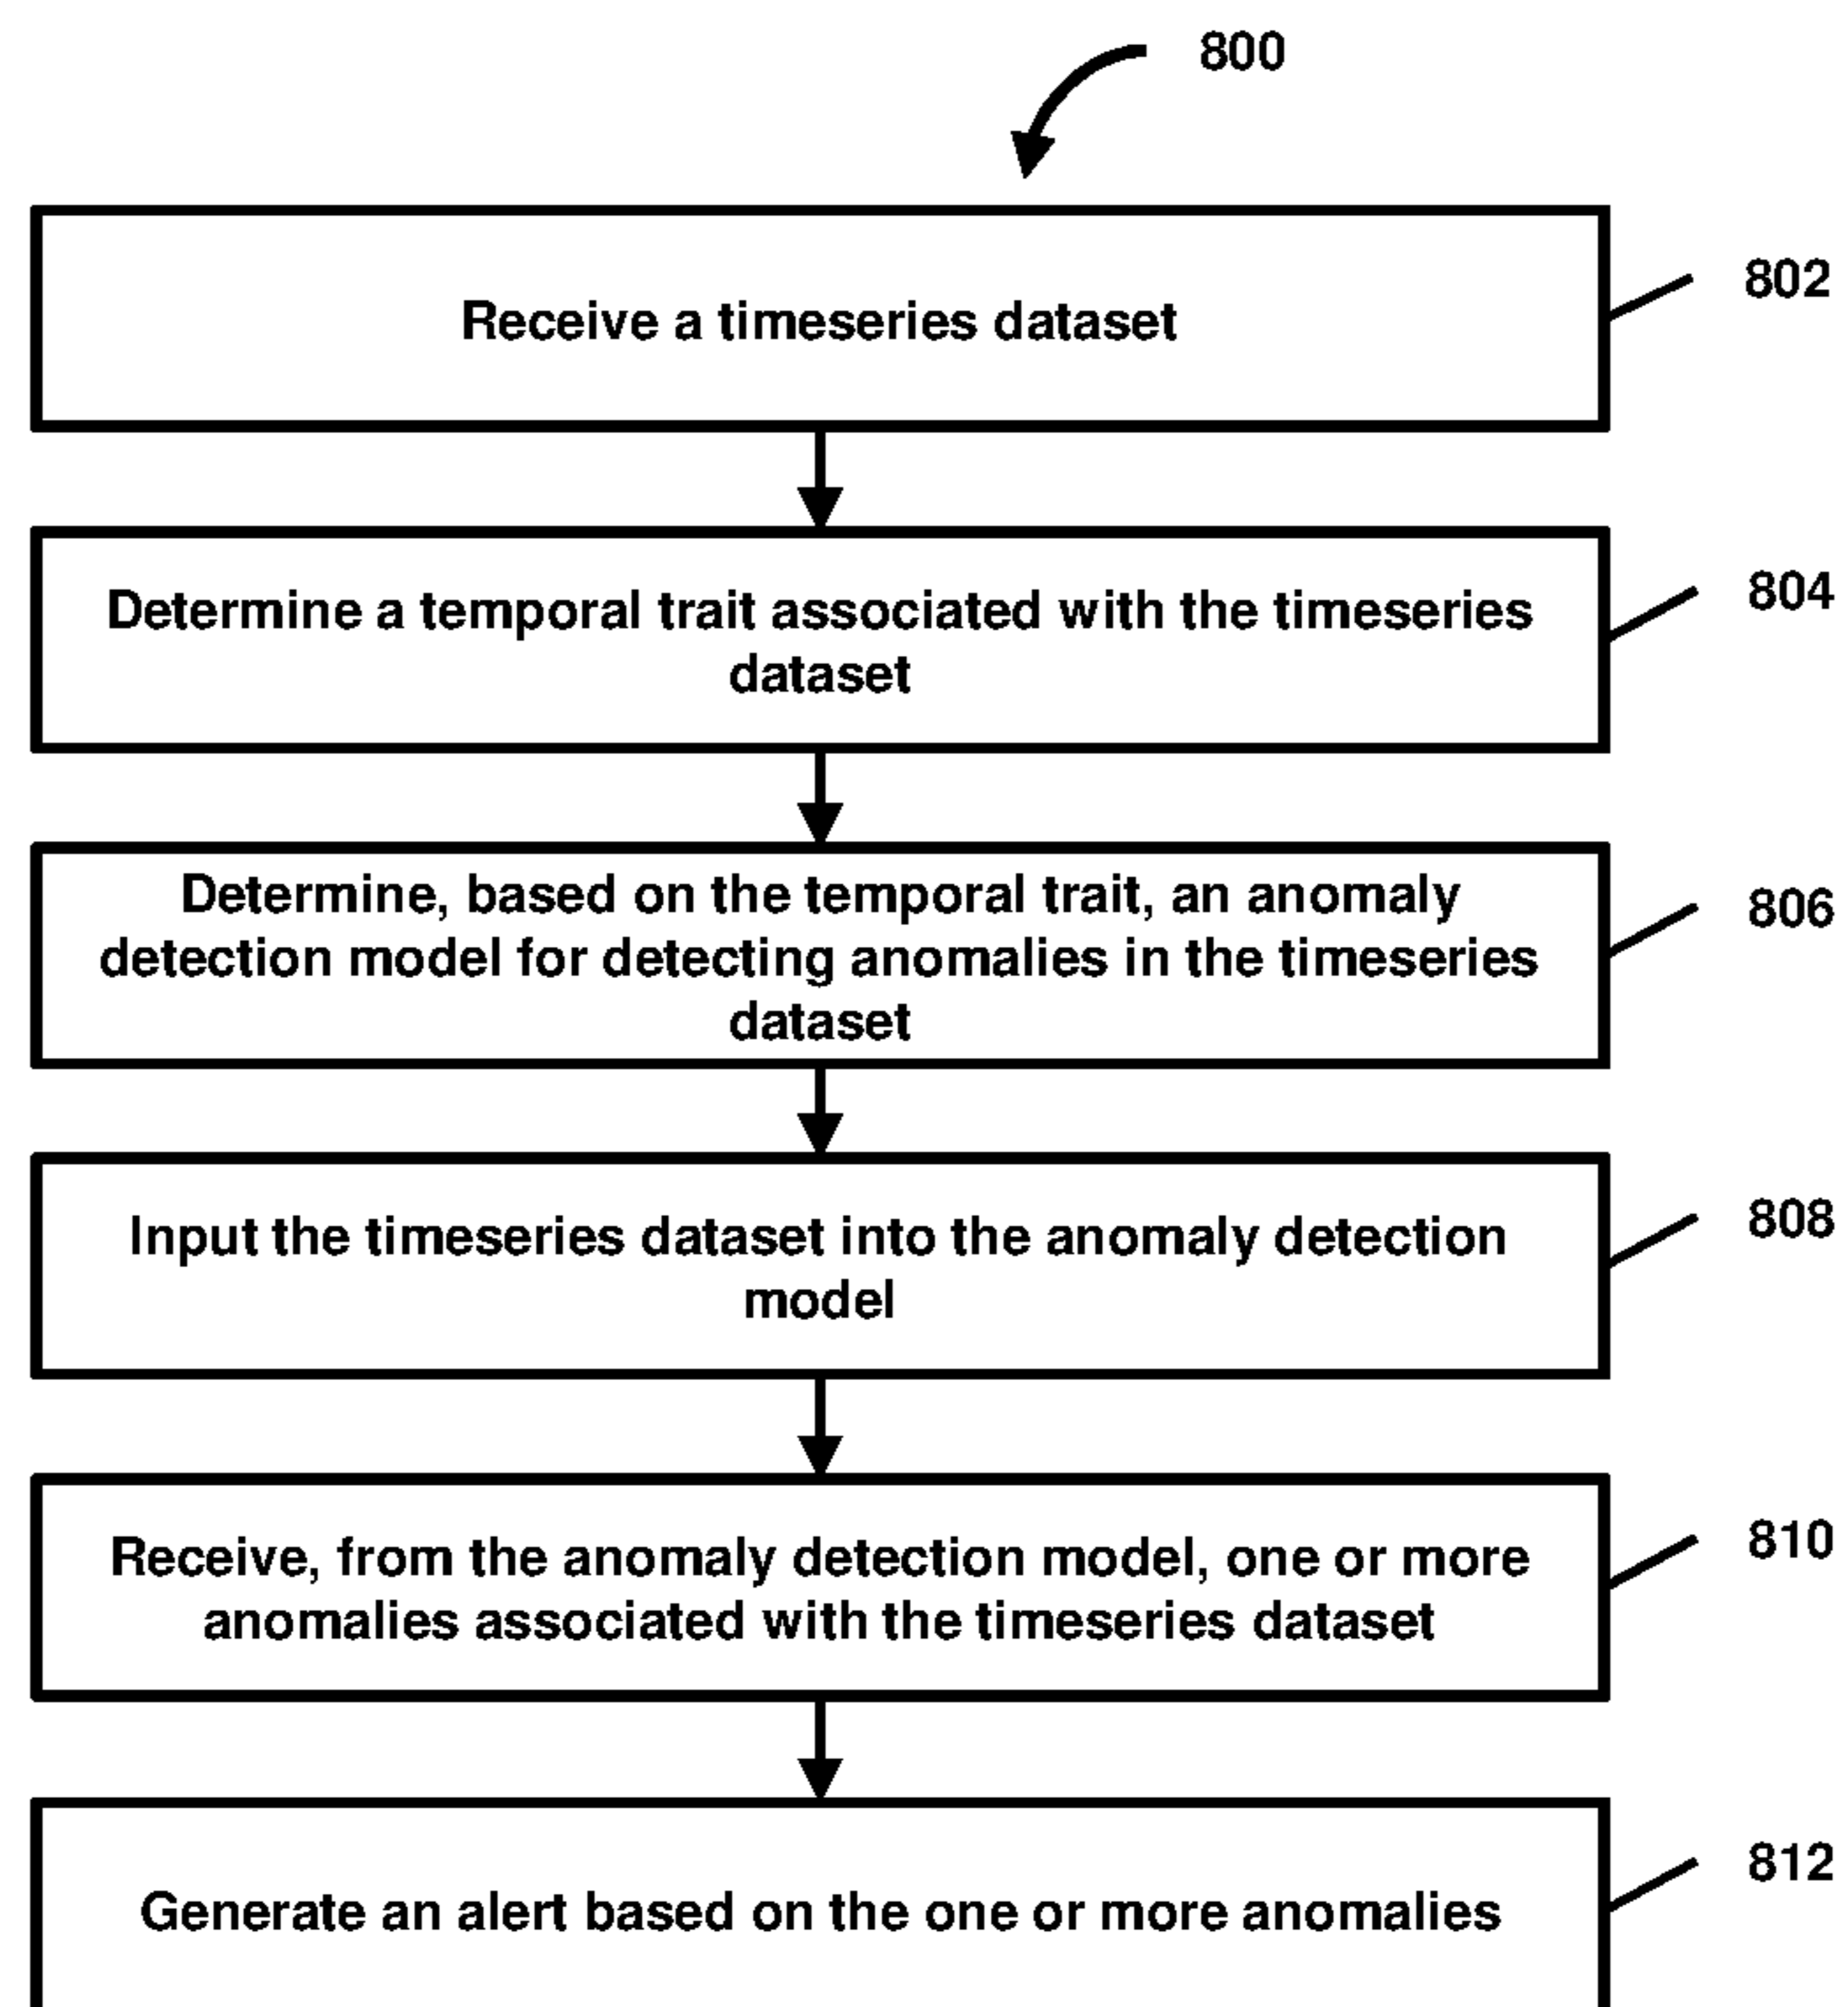 800
Receive a timeseries dataset
802
Determine a temporal trait associated with the timeseries
dataset
804
Determine, based on the temporal trait, an anomaly
detection model for detecting anomalies in the timeseries
dataset
806
Input the timeseries dataset into the anomaly detection
model
808
Receive, from the anomaly detection model, one or more
anomalies associated with the timeseries dataset
810
Generate an alert based on the one or more anomalies
812